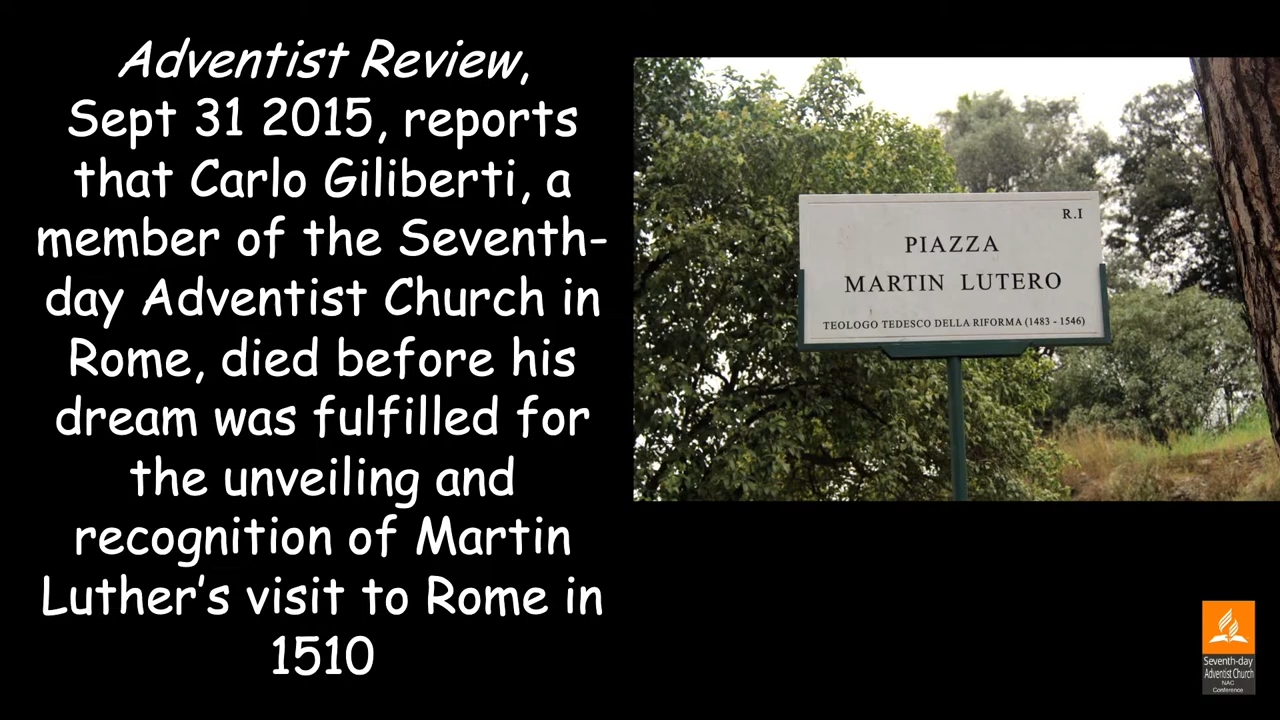 Adventist Review,
Sept 31 2015, reports
that Carlo Giliberti, a
member of the Seventh-
day Adventist Church in
Rome, died before his
dream was fulfilled for
the unveiling and
recognition of Martin
Luther’s visit to Rome in
1510
R.I
PIAZZA
MARTIN LUTERO
TEOLOGO TEDESCO DELLA RIFORMA (1483 - 1546)
Seventh-day
Adventist Church
NAC
Conference